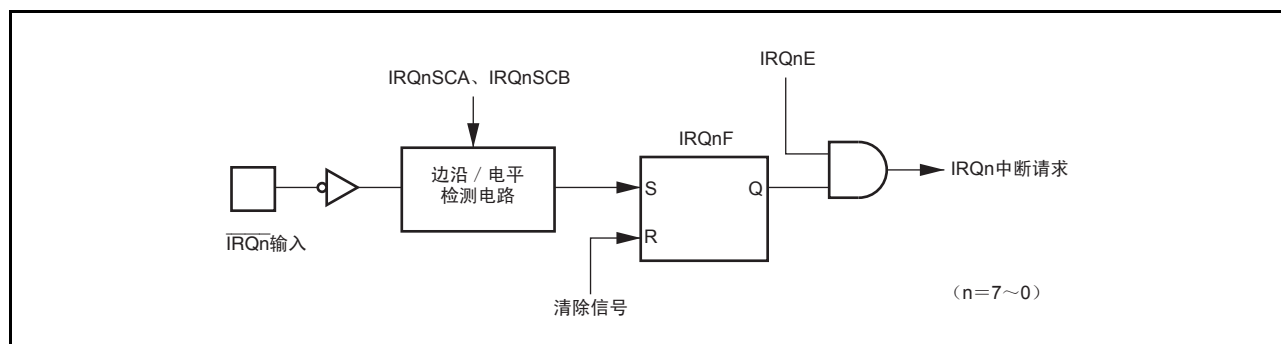 IRQnE
IRQnSCA、IRQnSCB
IRQnF
边沿／电平
检测电路
S
Q
IRQn中断请求
R
IRQn输入
清除信号
（n＝7～0）